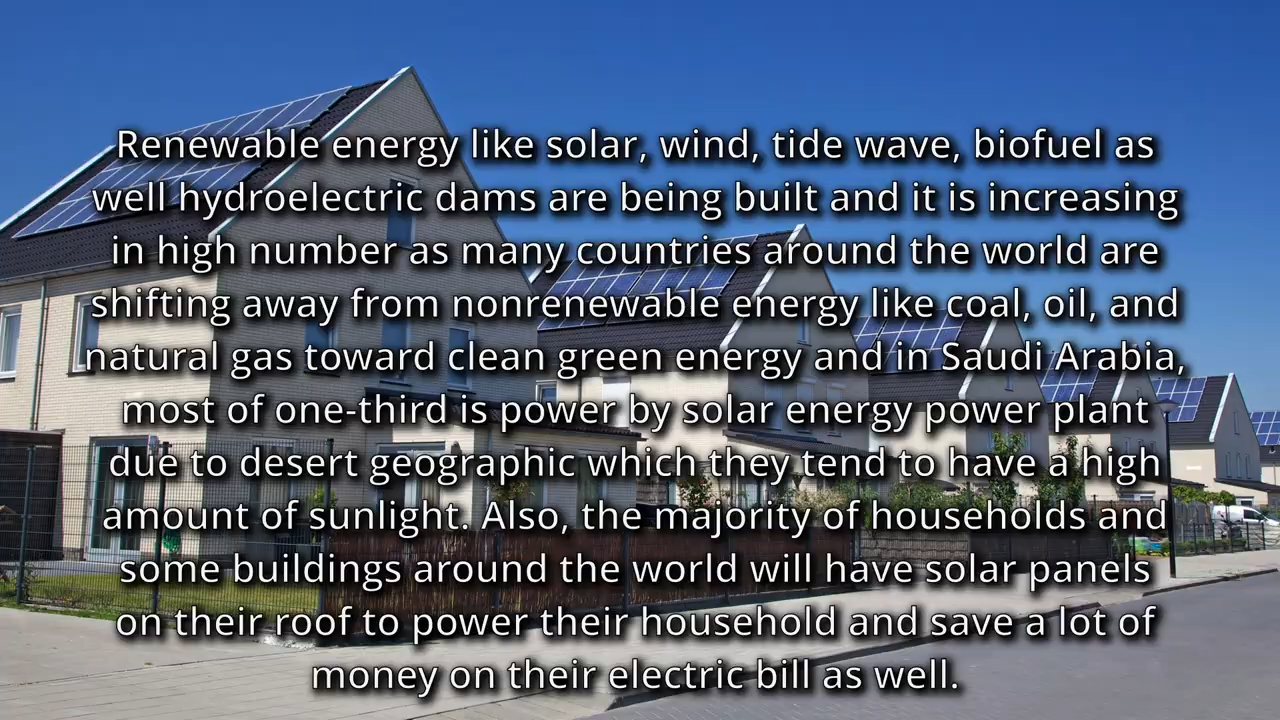 Renewable energy like solar, wind, tide wave, biofuel as
well hydroelectric dams are being built and it is increasing
in high number as many countries around the world are
shifting away from nonrenewable energy like coal, oil, and
natural gas toward clean green energy and in Saudi Arabia,
most of one-third is power by solar energy power plant
due to desert geographic which they tend to have a high
amount of sunlight. Also, the majority of households and
some buildings around the world will have solar panels
on their roof to power their household and save a lot of
money on their electric bill as well.